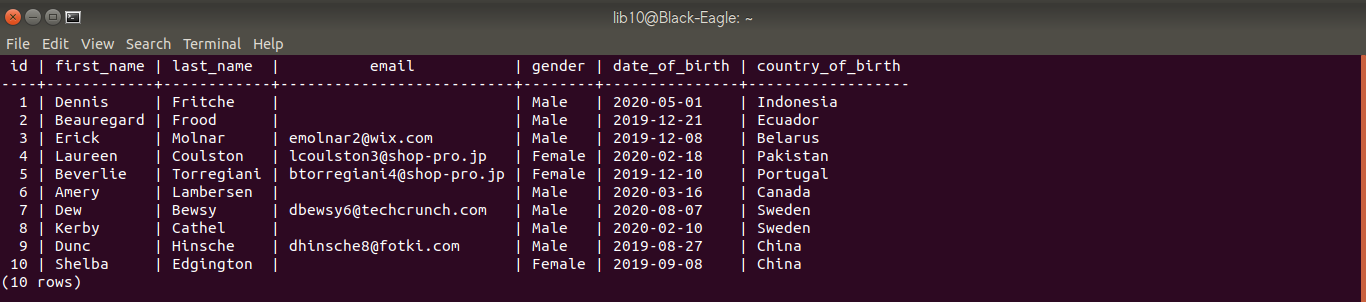 lib10@Black-Eagle: ~
File Edit View Search Terminal Help
 id | first_name | last_name  |          email           | gender | date_of_birth | country_of_birth
----+------------+------------+--------------------------+--------+---------------+------------------
  1 | Dennis     | Fritche    |                          | Male   | 2020-05-01    | Indonesia
  2 | Beauregard | Frood      |                          | Male   | 2019-12-21    | Ecuador
  3 | Erick      | Molnar     | emolnar2@wix.com         | Male   | 2019-12-08    | Belarus
  4 | Laureen    | Coulston   | lcoulston3@shop-pro.jp   | Female | 2020-02-18    | Pakistan
  5 | Beverlie   | Torregiani | btorregiani4@shop-pro.jp | Female | 2019-12-10    | Portugal
  6 | Amery      | Lambersen  |                          | Male   | 2020-03-16    | Canada
  7 | Dew        | Bewsy      | dbewsy6@techcrunch.com   | Male   | 2020-08-07    | Sweden
  8 | Kerby      | Cathel     |                          | Male   | 2020-02-10    | Sweden
  9 | Dunc       | Hinsche    | dhinsche8@fotki.com      | Male   | 2019-08-27    | China
 10 | Shelba     | Edgington  |                          | Female | 2019-09-08    | China
(10 rows)